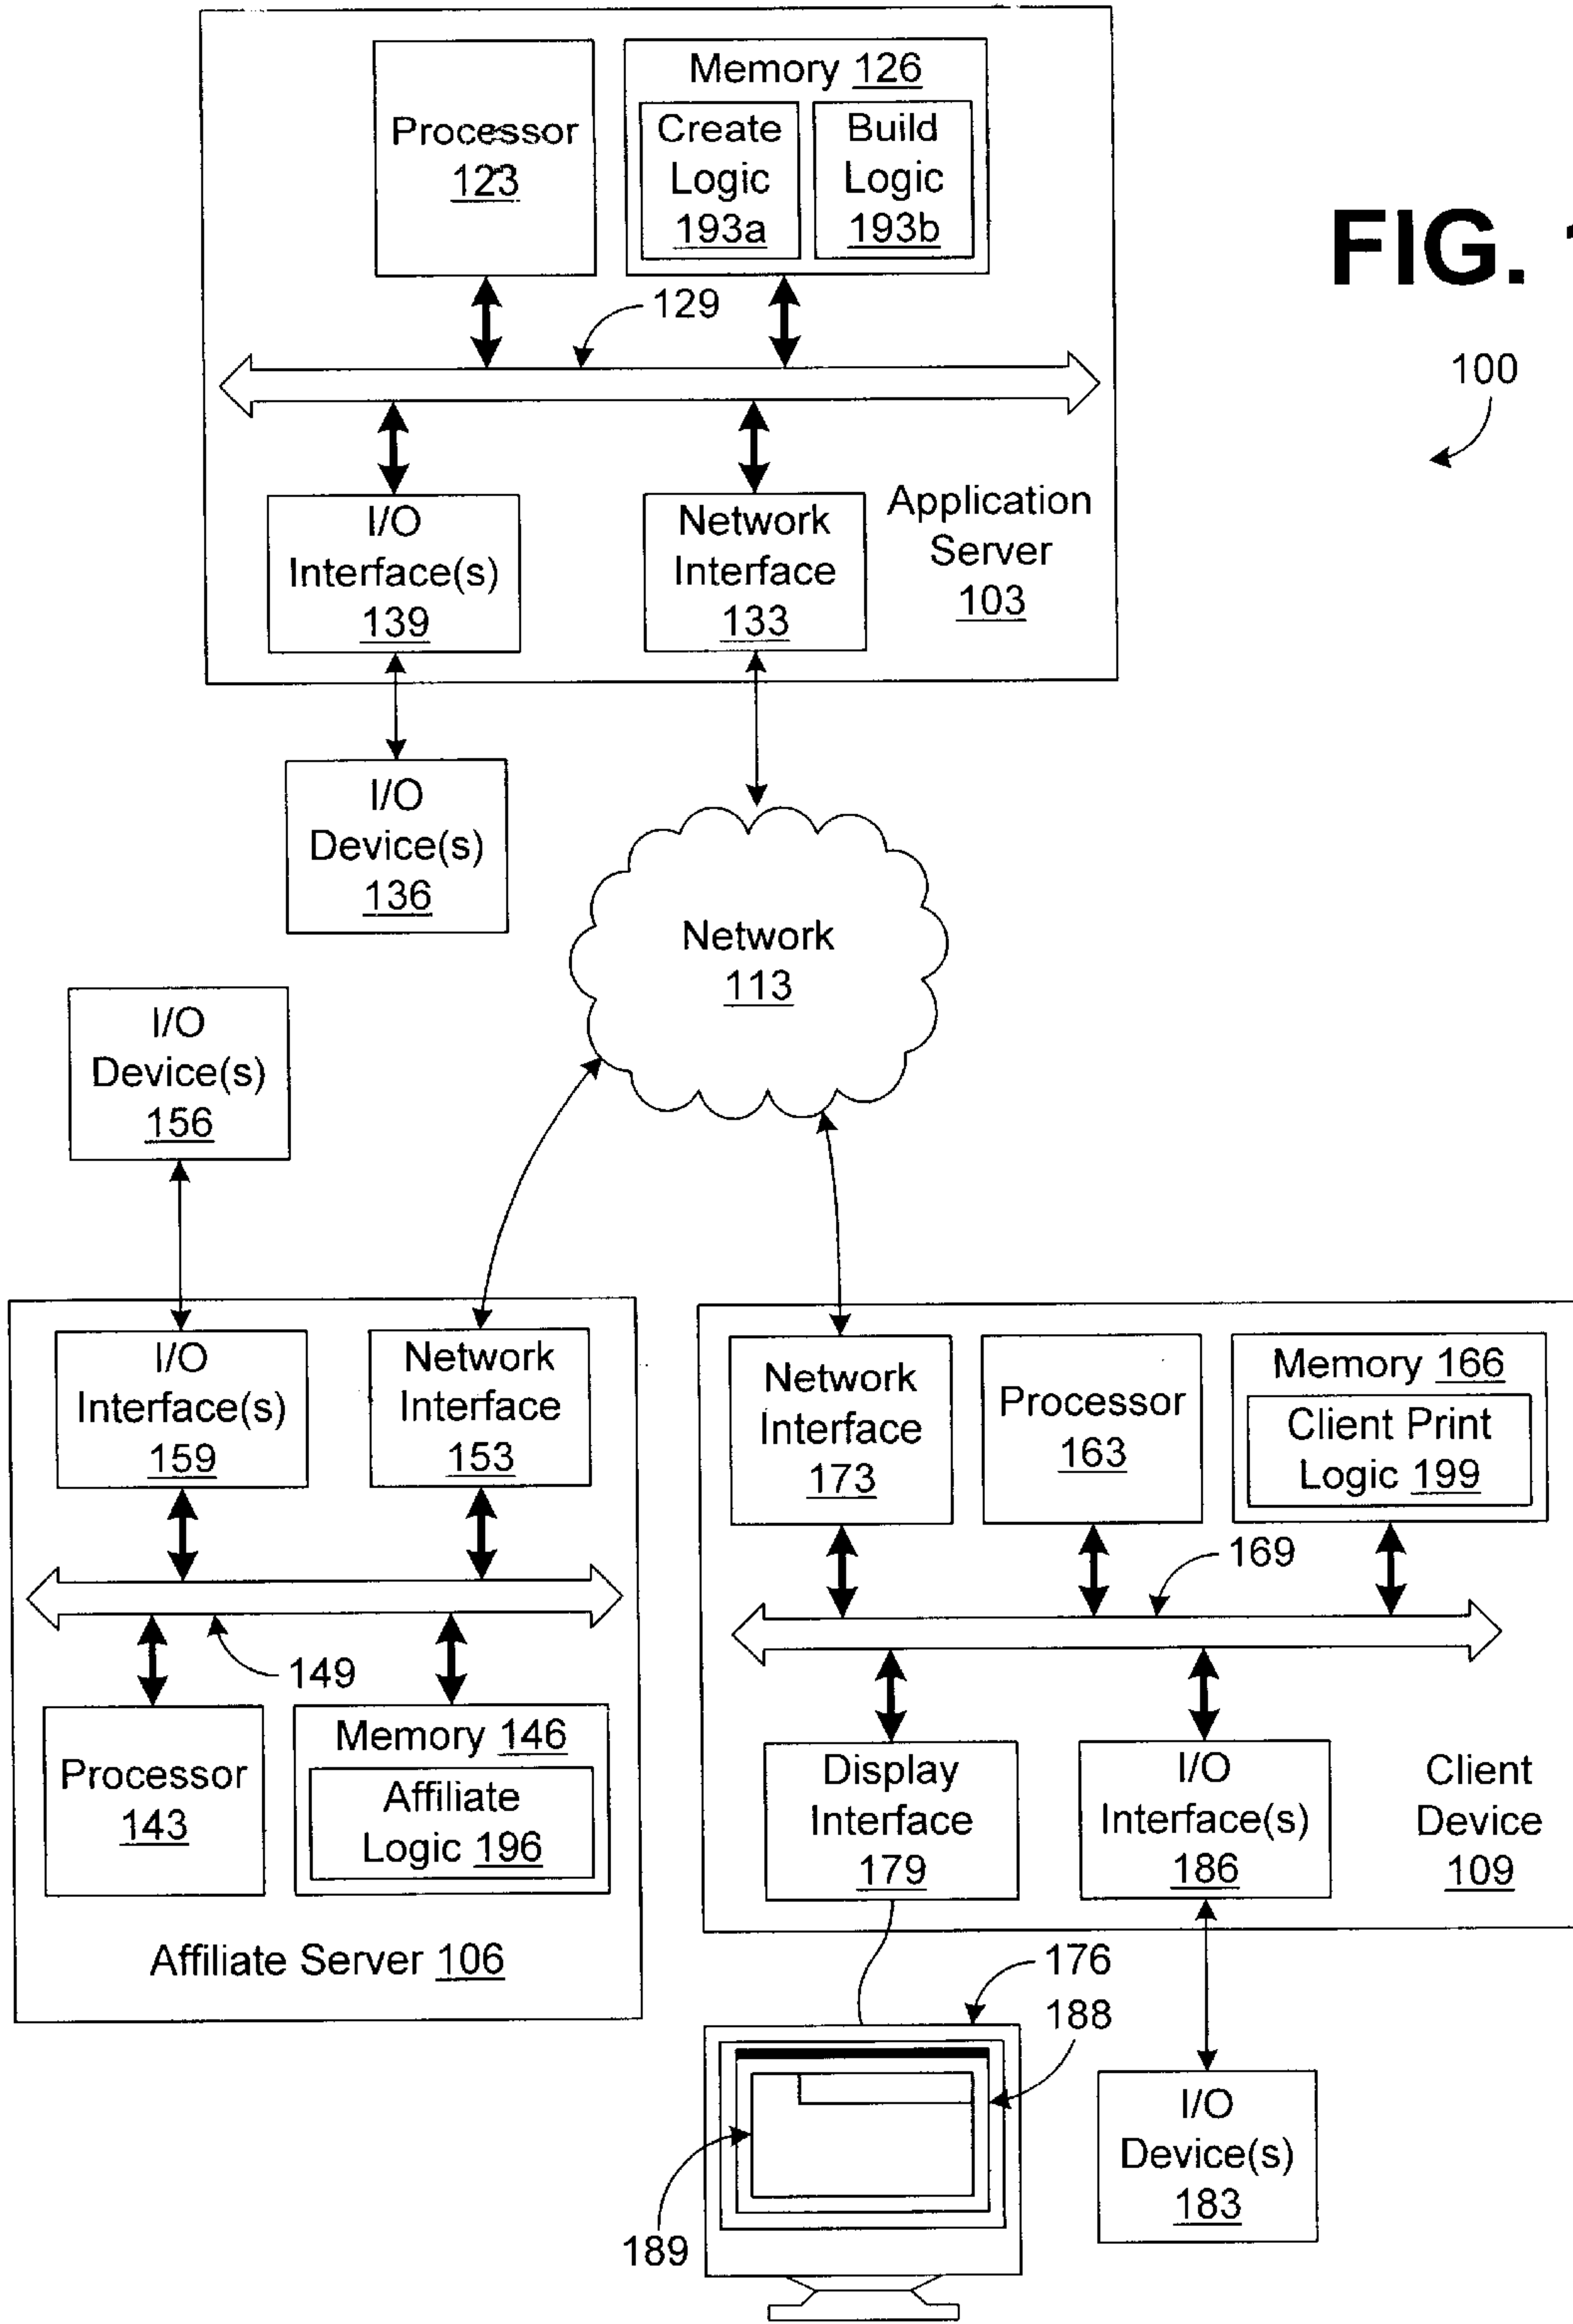 Processor
123
Memory 126
Create
Logic
193a
Build
Logic
193b
FIG. 1
129
100
I/O
Interface(s)
139
Network
Interface
133
Application
Server
103
I/O
Device(s)
136
Network
113
I/O
Device(s)
156
I/O
Interface(s)
159
Network
Interface
153
149
Processor
143
Memory 146
Affiliate
Logic 196
Affiliate Server 106
Network
Interface
173
Processor
163
Memory 166
Client Print
Logic 199
169
Display
Interface
179
I/O
Interface(s)
186
Client
Device
109
176
188
189
I/O
Device(s)
183